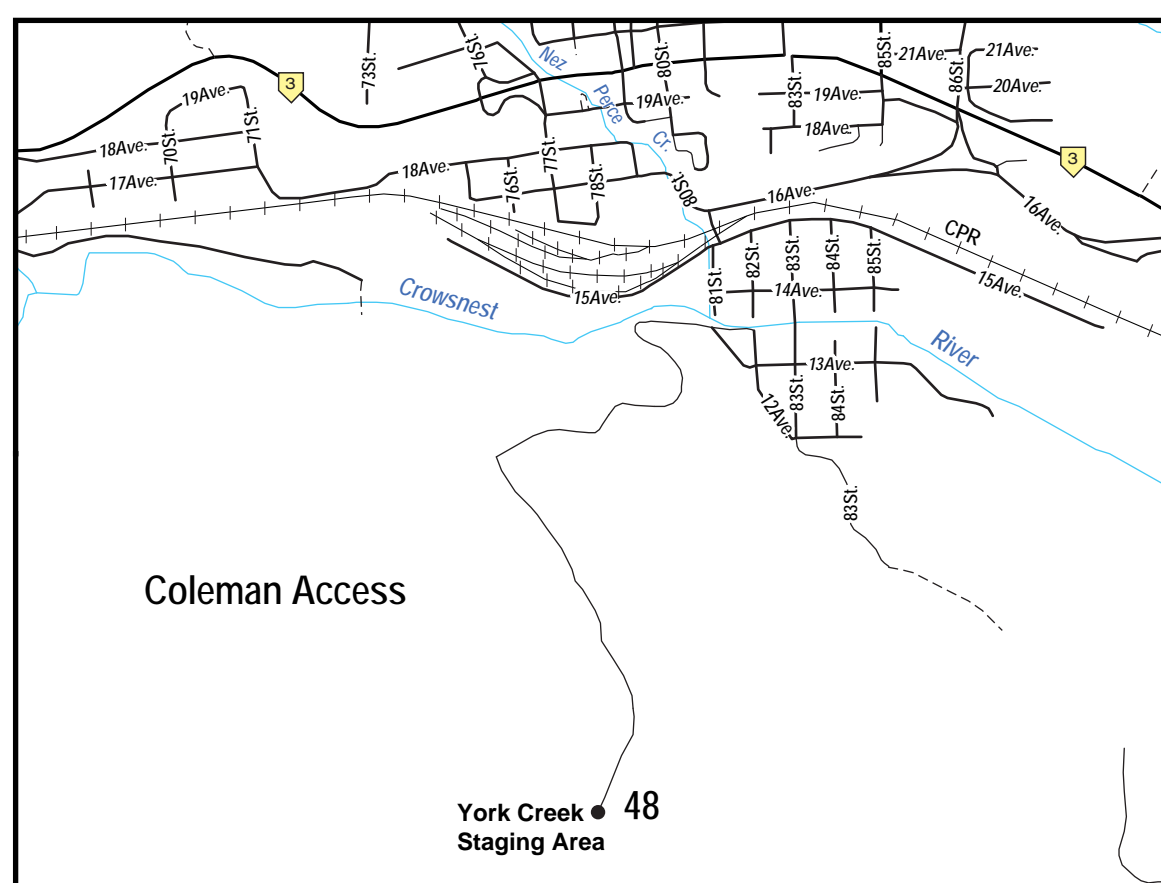 Nez
Perce
Cr.
76St.
73St.
80St.
83St.
85St.
86St.
21Ave.
21Ave.
20Ave.
3
19Ave.
19Ave.
19Ave.
18Ave.
18Ave.
70St.
71St.
17Ave.
18Ave.
76St.
77St.
78St.
80St.
16Ave.
16Ave.
3
CPR
15Ave.
15Ave.
81St.
82St.
83St.
84St.
85St.
14Ave.
Crowsnest
River
13Ave.
12Ave.
83St.
84St.
83St.
Coleman Access
York Creek
Staging Area
48